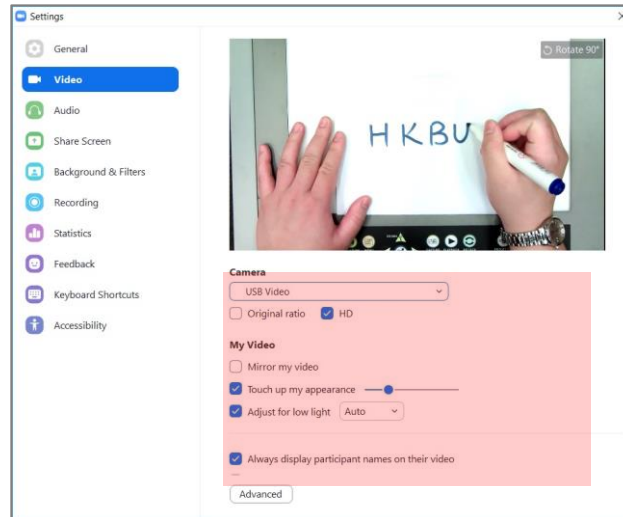 Settings
General
Video
Audio
Share Screen
Background & Filters
Recording
Statistics
Feedback
Keyboard Shortcuts
Accessibility
Rotate 90°
HKBU
Camera
USB Video
Original ratio HD
My Video
Mirror my video
Touch up my appearance
Adjust for low light Auto
Always display participant names on their video
Advanced